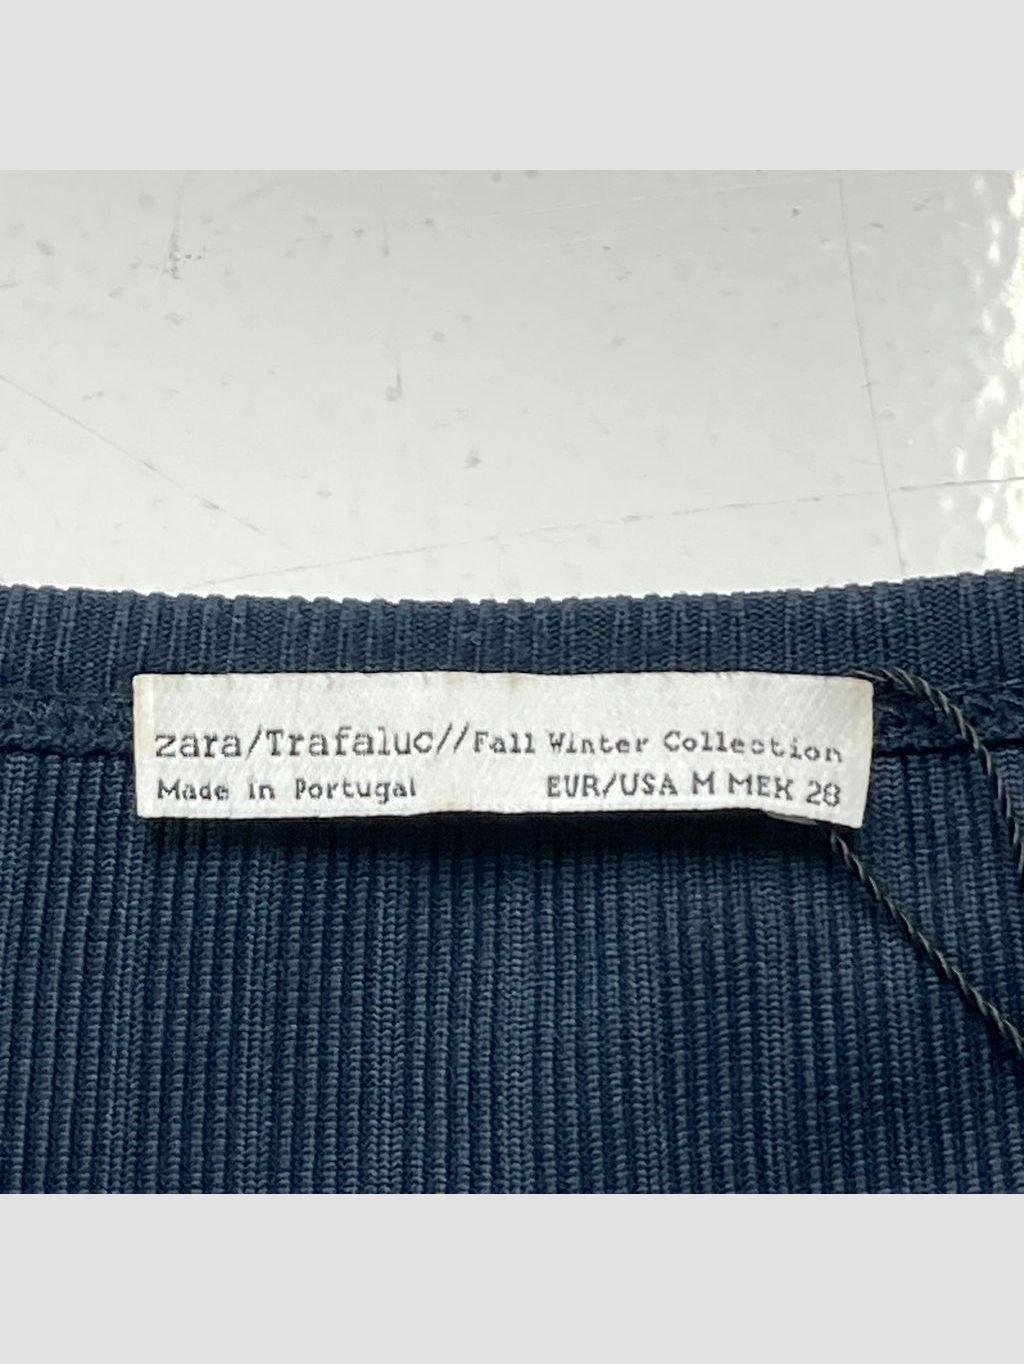 zara/Trafaluc//Fall Winter Collection
Made in Portugal EUR/USA M MEX 28